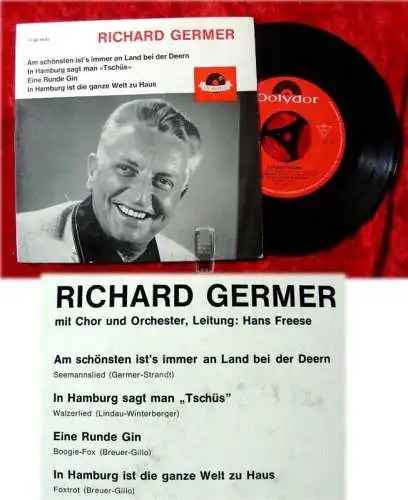 RICHARD GERMER
Am schönsten ist's immer an Land bei der Deern
In Hamburg sagt man »Tschüs«
Eine Runde Gin
In Hamburg ist die ganze Welt zu Haus
Polydor
RICHARD GERMER
mit Chor und Orchester, Leitung: Hans Freese
Am schönsten ist's immer an Land bei der Deern
Seemannslied (Germer-Strandt)
In Hamburg sagt man „Tschüs"
Walzerlied (Lindau-Winterberger)
Eine Runde Gin
Boogie-Fox (Breuer-Gillo)
In Hamburg ist die ganze Welt zu Haus
Foxtrot (Breuer-Gillo)